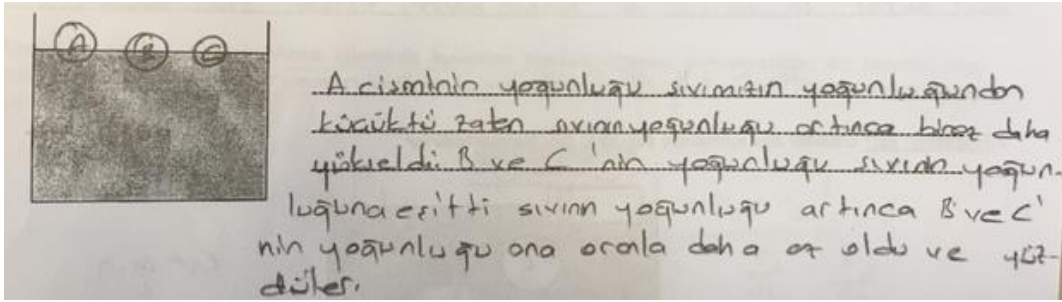 A B C
A cisminin yoğunluğu sıvımızın yoğunluğundan
küçüktü zaten sıvının yoğunluğu artınca biraz daha
yükseldi. B ve C'nin yoğunluğu sıvının yoğun-
luğuna eşitti sıvının yoğunluğu artınca B ve C'
nin yoğunluğu ona oranla daha az oldu ve yüz-
düler.